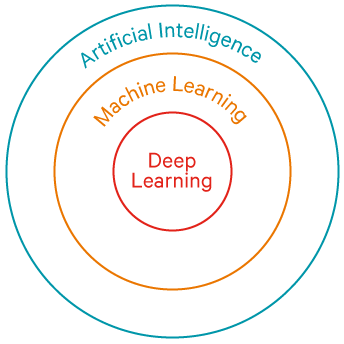 Artificial Intelligence
Machine Learning
Deep
Learning